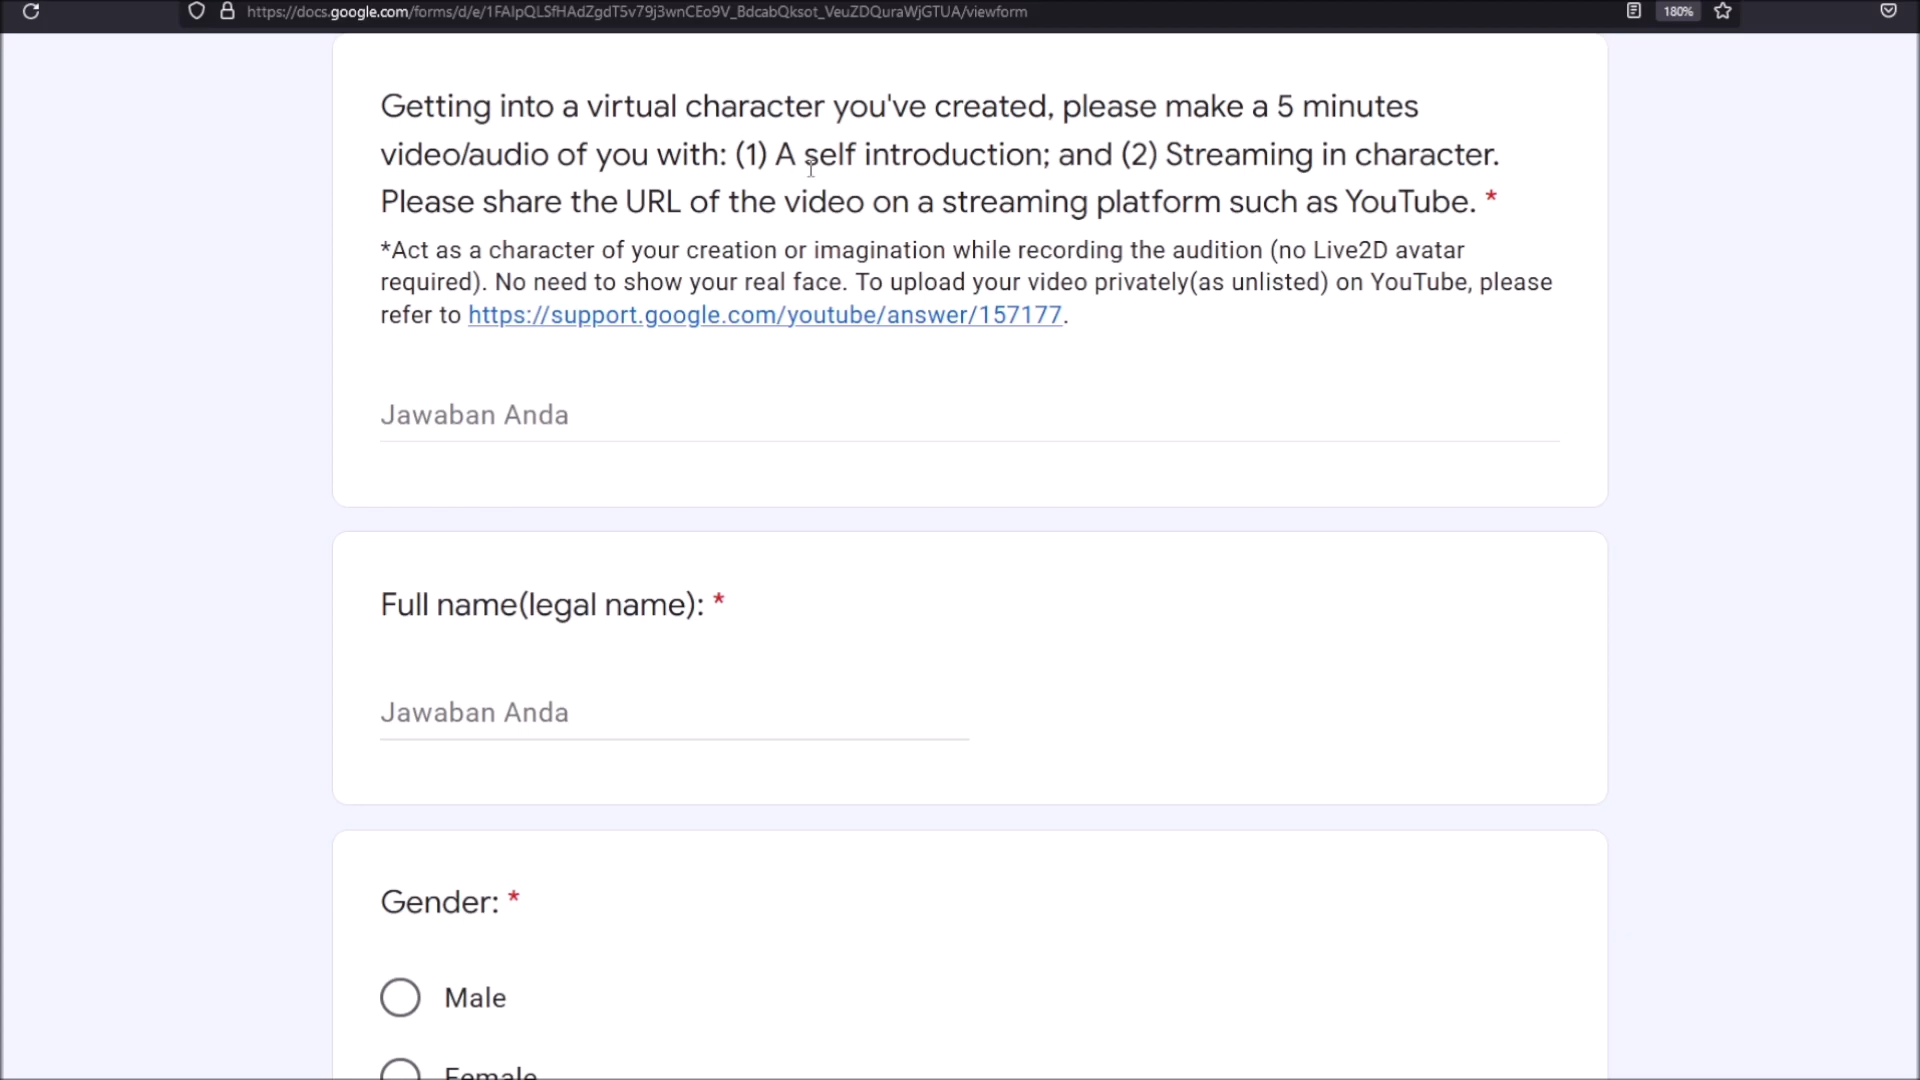 https://docs.google.com/forms/d/e/1FAIpQLSfHAdZgdT5v79j3wnCEo9V_BdcabQksot_VeuZDQuraWjGTUA/viewform
180%
Getting into a virtual character you've created, please make a 5 minutes
video/audio of you with: (1) A self introduction; and (2) Streaming in character.
Please share the URL of the video on a streaming platform such as YouTube. *
*Act as a character of your creation or imagination while recording the audition (no Live2D avatar
required). No need to show your real face. To upload your video privately(as unlisted) on YouTube, please
refer to https://support.google.com/youtube/answer/157177.
Jawaban Anda
Full name(legal name): *
Jawaban Anda
Gender: *
Male
Female